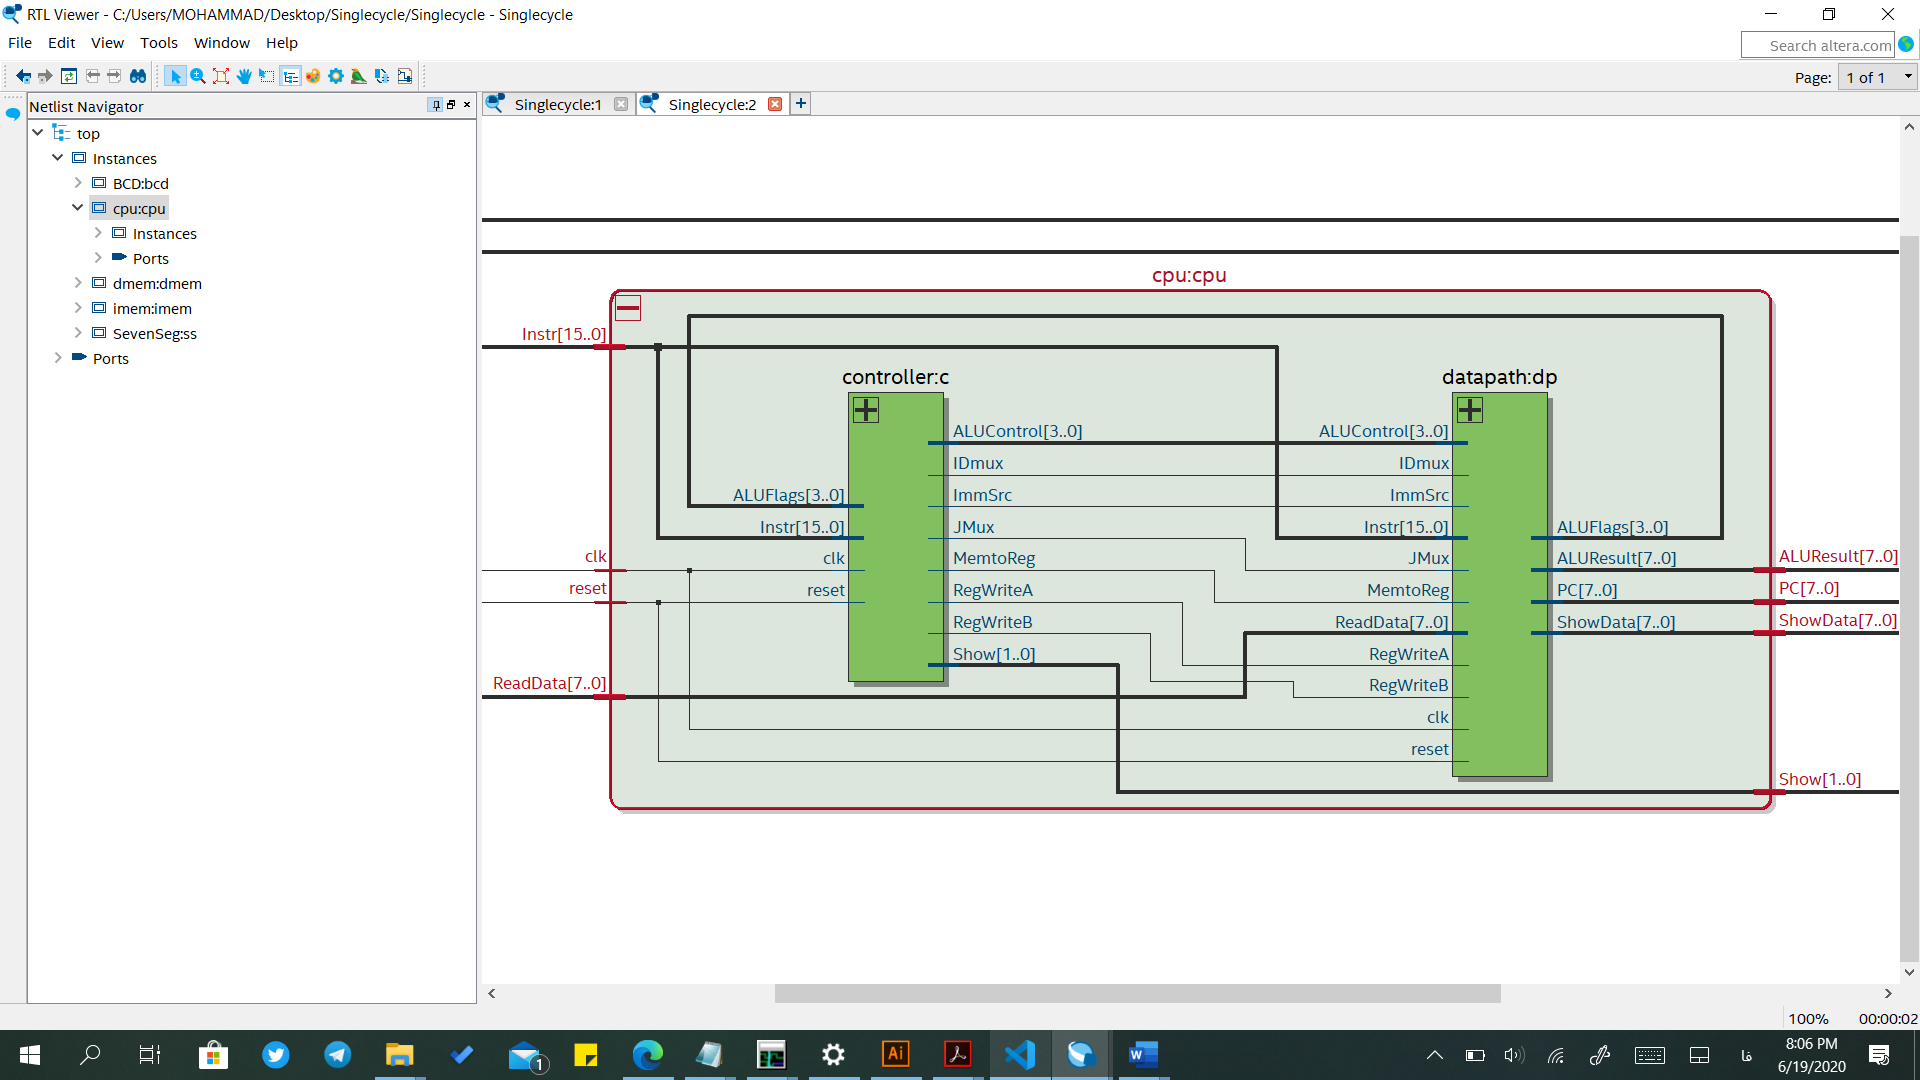 RTL Viewer - C:/Users/MOHAMMAD/Desktop/Singlecycle/Singlecycle - Singlecycle
File Edit View Tools Window Help
Search altera.com
Page: 1 of 1
Netlist Navigator
top
Instances
BCD:bcd
cpu:cpu
Instances
Ports
dmem:dmem
imem:imem
SevenSeg:ss
Ports
Singlecycle:1
Singlecycle:2
cpu:cpu
Instr[15..0]
clk
reset
ReadData[7..0]
controller:c
ALUFlags[3..0]
Instr[15..0]
clk
reset
ALUControl[3..0]
IDmux
ImmSrc
JMux
MemtoReg
RegWriteA
RegWriteB
Show[1..0]
datapath:dp
ALUControl[3..0]
IDmux
ImmSrc
Instr[15..0]
JMux
MemtoReg
ReadData[7..0]
RegWriteA
RegWriteB
clk
reset
ALUFlags[3..0]
ALUResult[7..0]
PC[7..0]
ShowData[7..0]
ALUResult[7..0]
PC[7..0]
ShowData[7..0]
Show[1..0]
100% 00:00:02
1
Ai
W
فا
8:06 PM
6/19/2020